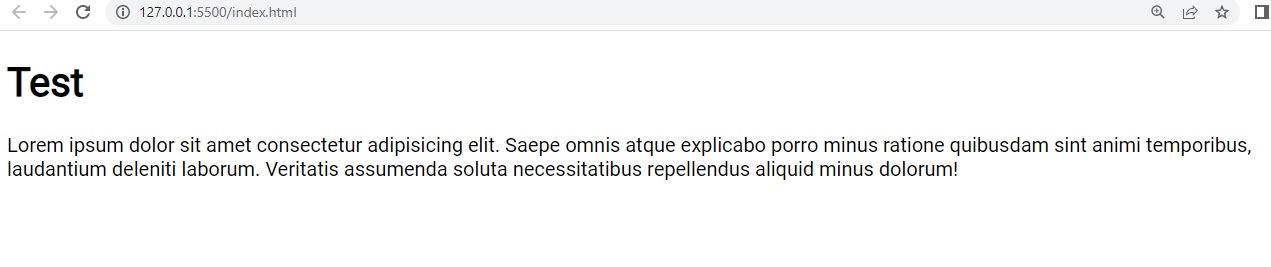 127.0.0.1:5500/index.html
Test
Lorem ipsum dolor sit amet consectetur adipisicing elit. Saepe omnis atque explicabo porro minus ratione quibusdam sint animi temporibus,
laudantium deleniti laborum. Veritatis assumenda soluta necessitatibus repellendus aliquid minus dolorum!